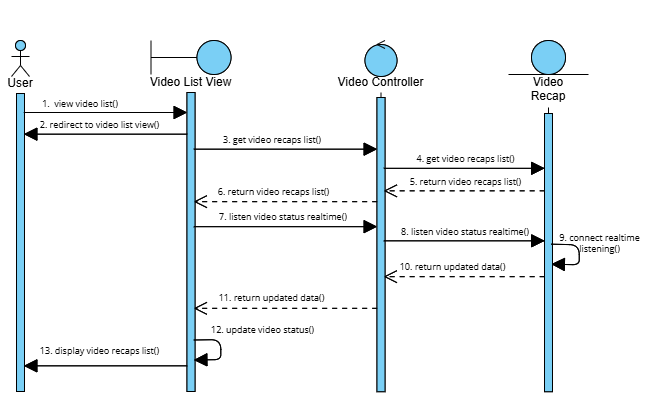 User
Video List View
Video Controller
Video
Recap
1. view video list()
2. redirect to video list view()
3. get video recaps list()
4. get video recaps list()
5. return video recaps list()
6. return video recaps list()
7. listen video status realtime()
8. listen video status realtime()
9. connect realtime
listening()
10. return updated data()
11. return updated data()
12. update video status()
13. display video recaps list()